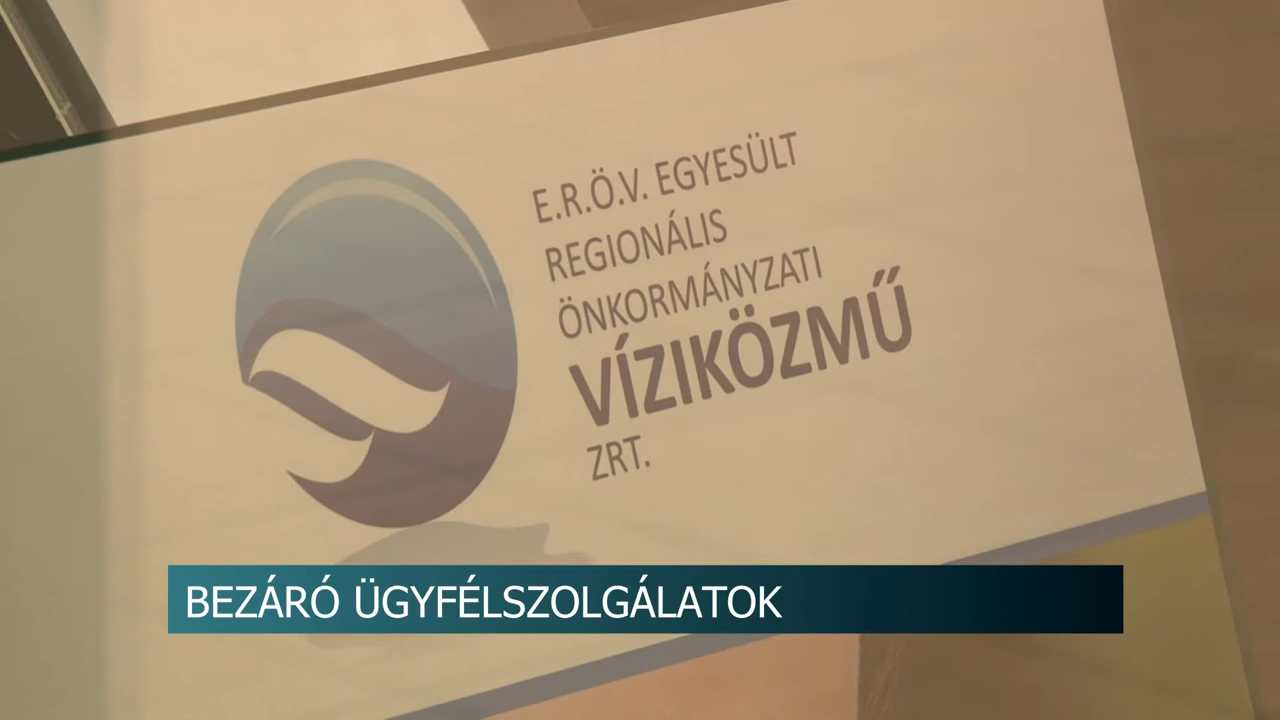 E.R.Ö.V. EGYESÜLT
REGIONÁLIS
ÖNKORMÁNYZATI
VÍZIKÖZMŰ
ZRT.
BEZÁRÓ ÜGYFÉLSZOLGÁLATOK